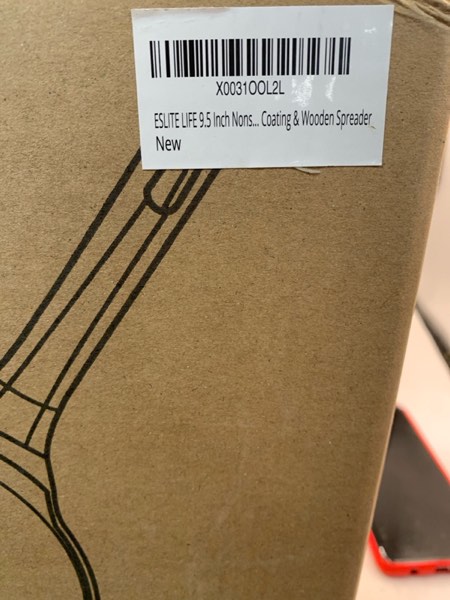 X0031OOL2L
ESLITE LIFE 9.5 Inch Nons... Coating & Wooden Spreader
New